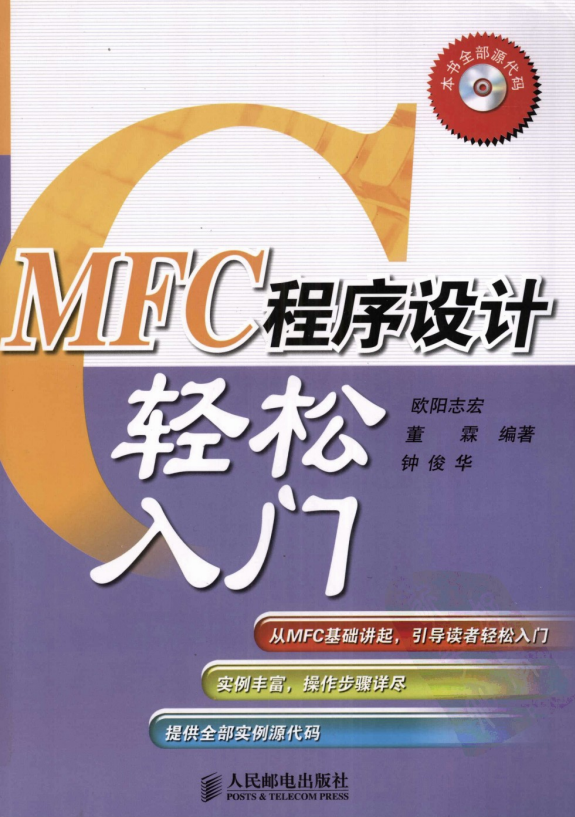 本书全部源代码
MFC程序设计
轻松
入门
欧阳志宏
董 霖 编著
钟俊华
从MFC基础讲起,引导读者轻松入门
实例丰富,操作步骤详尽
提供全部实例源代码
人民邮电出版社
POSTS & TELECOM PRESS